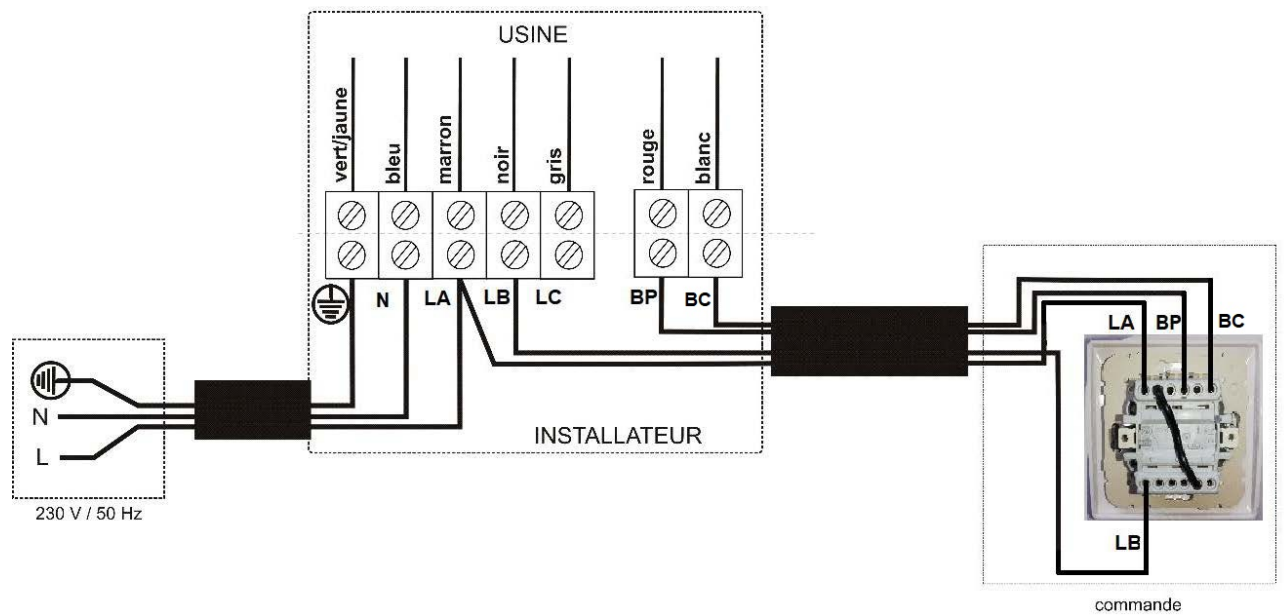 USINE
vert/jaune
bleu
marron
noir
gris
rouge
blanc
N
LA
LB
LC
BP
BC
LA
BP
BC
N
L
INSTALLATEUR
230 V / 50 Hz
LB
commande